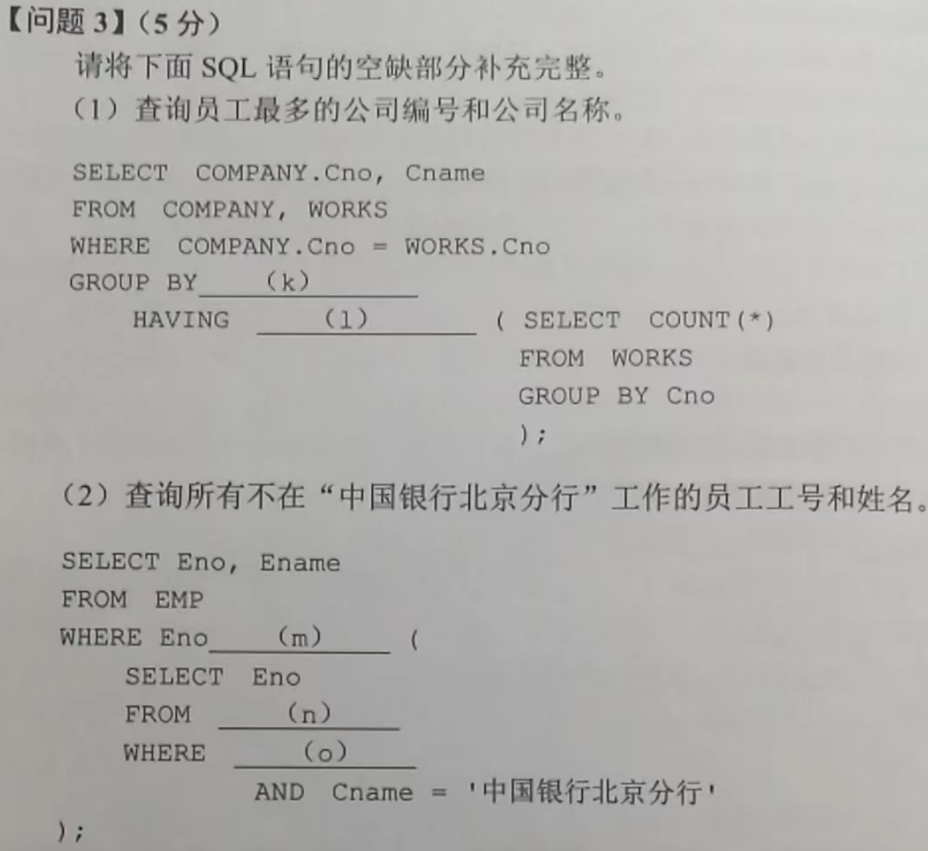 【问题 3】(5 分)
请将下面 SQL 语句的空缺部分补充完整。
(1) 查询员工最多的公司编号和公司名称。
SELECT COMPANY.Cno, Cname
FROM COMPANY, WORKS
WHERE COMPANY.Cno = WORKS.Cno
GROUP BY (k)
HAVING (l) ( SELECT COUNT(*)
FROM WORKS
GROUP BY Cno
);
(2) 查询所有不在“中国银行北京分行”工作的员工工号和姓名。
SELECT Eno, Ename
FROM EMP
WHERE Eno (m) (
SELECT Eno
FROM (n)
WHERE (o)
AND Cname = '中国银行北京分行'
);